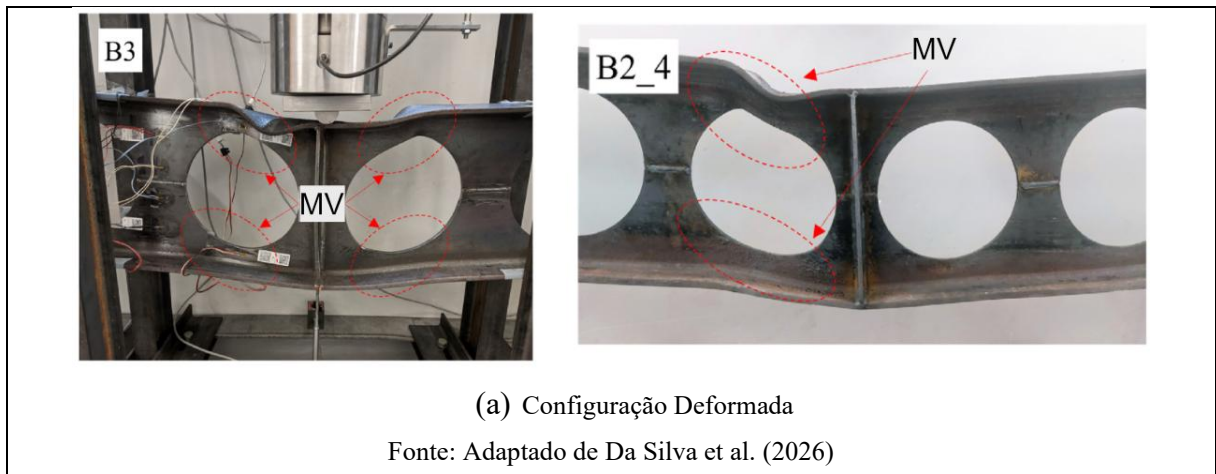 B3
MV
B2_4
MV
(a) Configuração Deformada
Fonte: Adaptado de Da Silva et al. (2026)